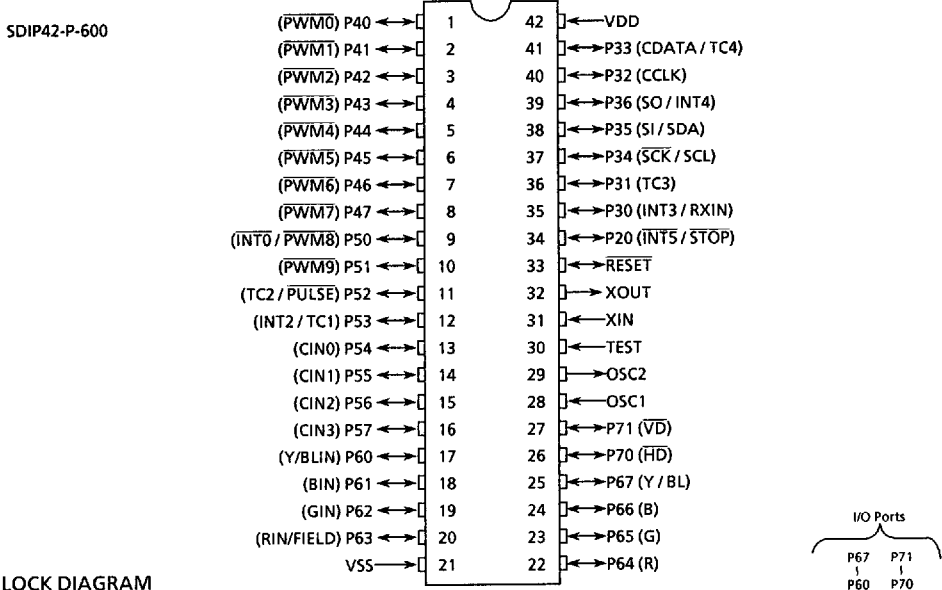 SDIP42-P-600
(PWM0) P40 1 42 VDD
(PWM1) P41 2 41 P33 (CDATA / TC4)
(PWM2) P42 3 40 P32 (CCLK)
(PWM3) P43 4 39 P36 (SO / INT4)
(PWM4) P44 5 38 P35 (SI / SDA)
(PWM5) P45 6 37 P34 (SCK / SCL)
(PWM6) P46 7 36 P31 (TC3)
(PWM7) P47 8 35 P30 (INT3 / RXIN)
(INT0 / PWM8) P50 9 34 P20 (INT5 / STOP)
(PWM9) P51 10 33 RESET
(TC2 / PULSE) P52 11 32 XOUT
(INT2 / TC1) P53 12 31 XIN
(CIN0) P54 13 30 TEST
(CIN1) P55 14 29 OSC2
(CIN2) P56 15 28 OSC1
(CIN3) P57 16 27 P71 (VD)
(Y/BLIN) P60 17 26 P70 (HD)
(BIN) P61 18 25 P67 (Y / BL)
(GIN) P62 19 24 P66 (B)
(RIN/FIELD) P63 20 23 P65 (G)
VSS 21 22 P64 (R)
I/O Ports
P67 P71
P60 P70
LOCK DIAGRAM